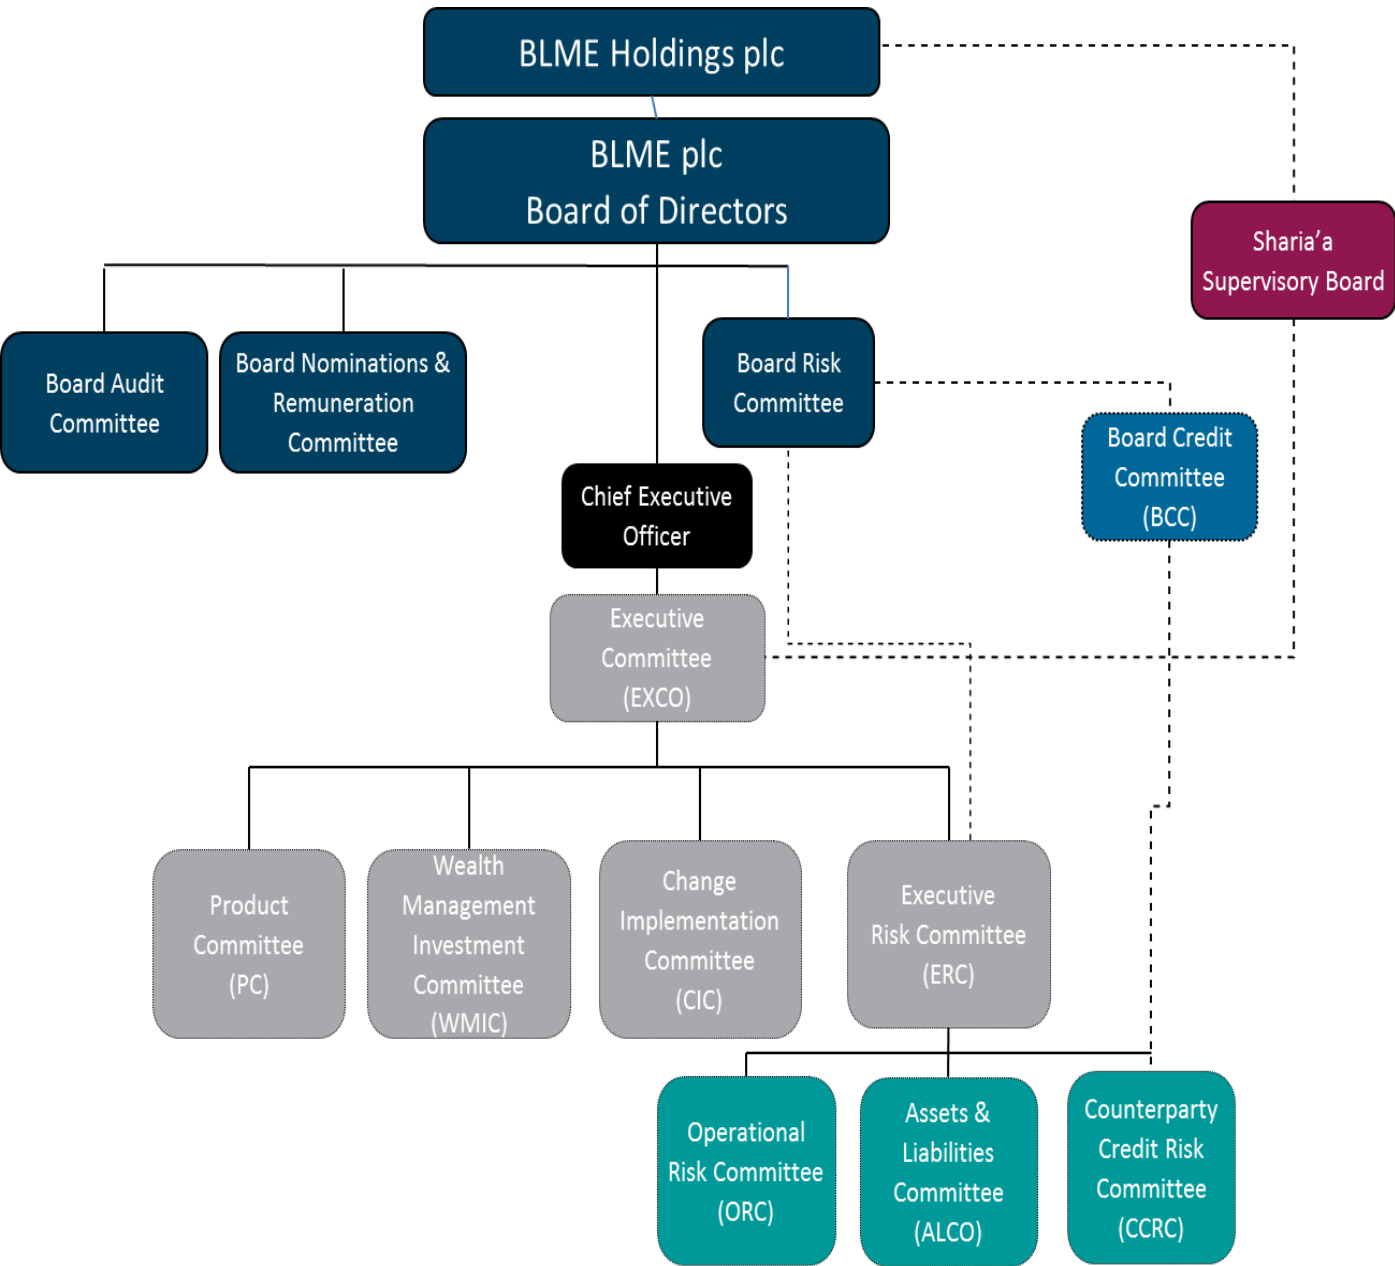 BLME Holdings plc
BLME plc
Board of Directors
Sharia’a
Supervisory Board
Board Audit
Committee
Board Nominations &
Remuneration
Committee
Board Risk
Committee
Board Credit
Committee
(BCC)
Chief Executive
Officer
Executive
Committee
(EXCO)
Product
Committee
(PC)
Wealth
Management
Investment
Committee
(WMIC)
Change
Implementation
Committee
(CIC)
Executive
Risk Committee
(ERC)
Operational
Risk Committee
(ORC)
Assets &
Liabilities
Committee
(ALCO)
Counterparty
Credit Risk
Committee
(CCRC)